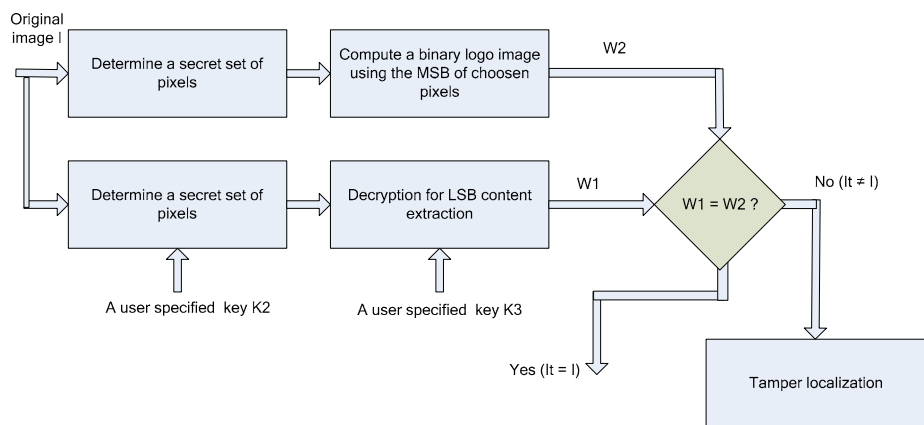 Original
image I
Determine a secret set of
pixels
Compute a binary logo image
using the MSB of choosen
pixels
W2
Determine a secret set of
pixels
Decryption for LSB content
extraction
W1
W1 = W2 ?
No (It ≠ I)
A user specified key K2
A user specified key K3
Yes (It = I)
Tamper localization